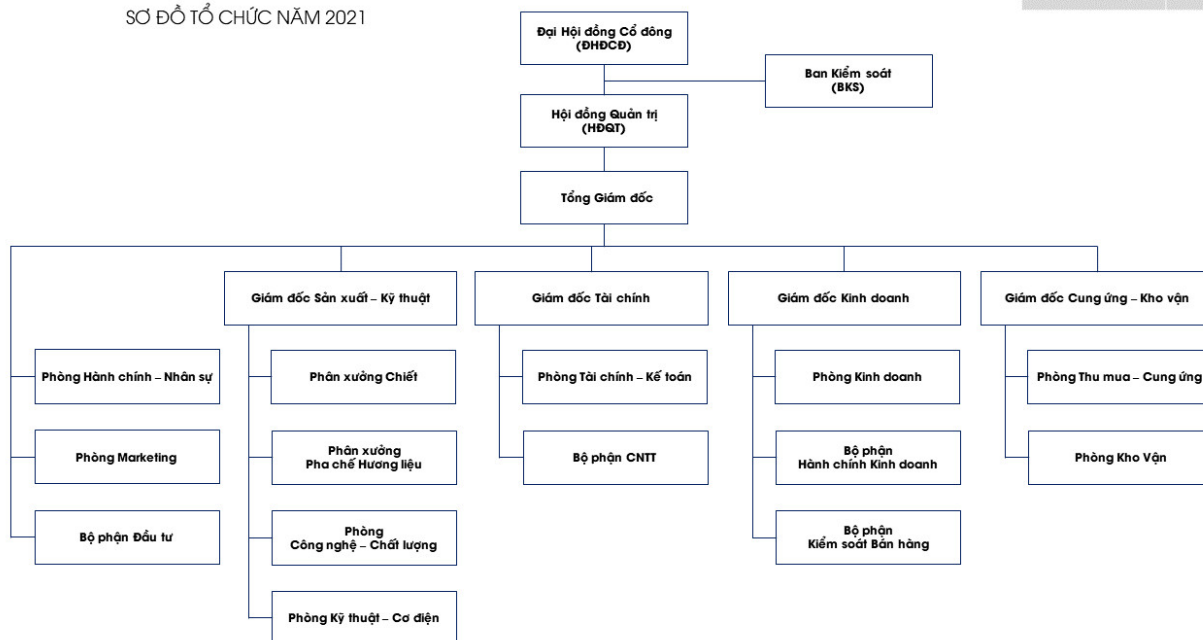 SƠ ĐỒ TỔ CHỨC NĂM 2021
Đại Hội đồng Cổ đông
(ĐHĐCĐ)
Ban Kiểm soát
(BKS)
Hội đồng Quản trị
(HĐQT)
Tổng Giám đốc
Giám đốc Sản xuất – Kỹ thuật
Giám đốc Tài chính
Giám đốc Kinh doanh
Giám đốc Cung ứng – Kho vận
Phòng Hành chính – Nhân sự
Phân xưởng Chiết
Phòng Tài chính – Kế toán
Phòng Kinh doanh
Phòng Thu mua – Cung ứng
Phòng Marketing
Phân xưởng
Pha chế Hương liệu
Bộ phận CNTT
Bộ phận
Hành chính Kinh doanh
Phòng Kho Vận
Bộ phận Đầu tư
Phòng
Công nghệ – Chất lượng
Bộ phận
Kiểm soát Bán hàng
Phòng Kỹ thuật – Cơ điện